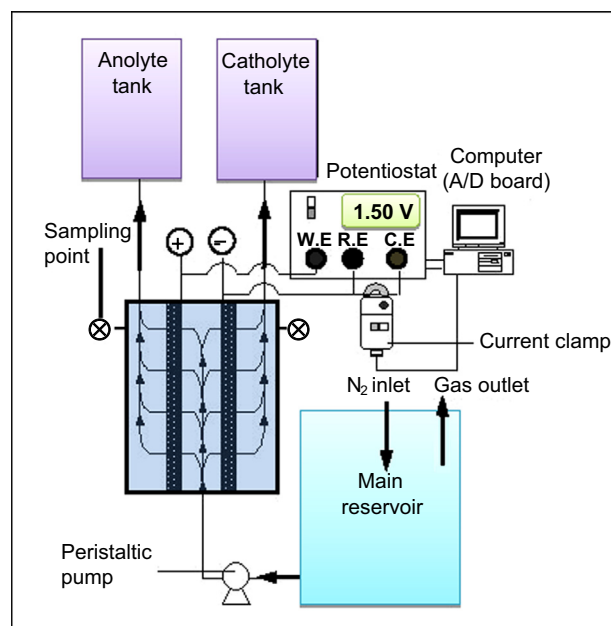 Anolyte
tank
Catholyte
tank
Potentiostat
Computer
(A/D board)
1.50 V
W.E R.E C.E
Sampling
point
+
-
Current clamp
N₂ inlet
Gas outlet
Main
reservoir
Peristaltic
pump